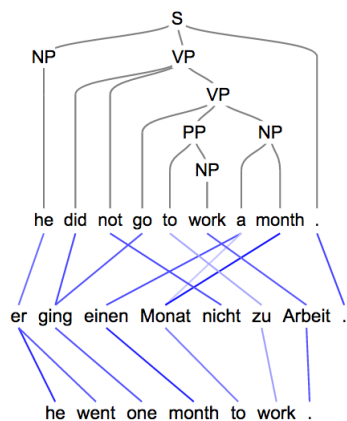 S
NP VP
VP
PP NP
NP
he did not go to work a month .
er ging einen Monat nicht zu Arbeit .
he went one month to work .